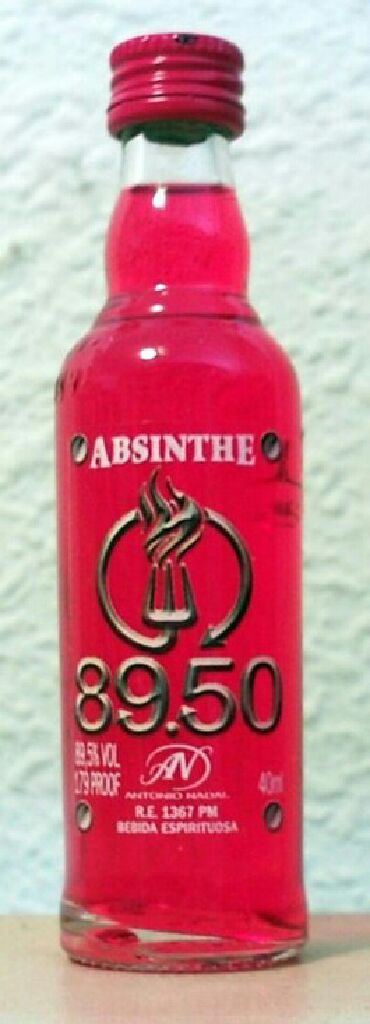 ABSINTHE
89.50
89,5% VOL
179 PROOF
AN
ANTONIO NADAL
40ml
R.E. 1367 PM
BEBIDA ESPIRITUOSA